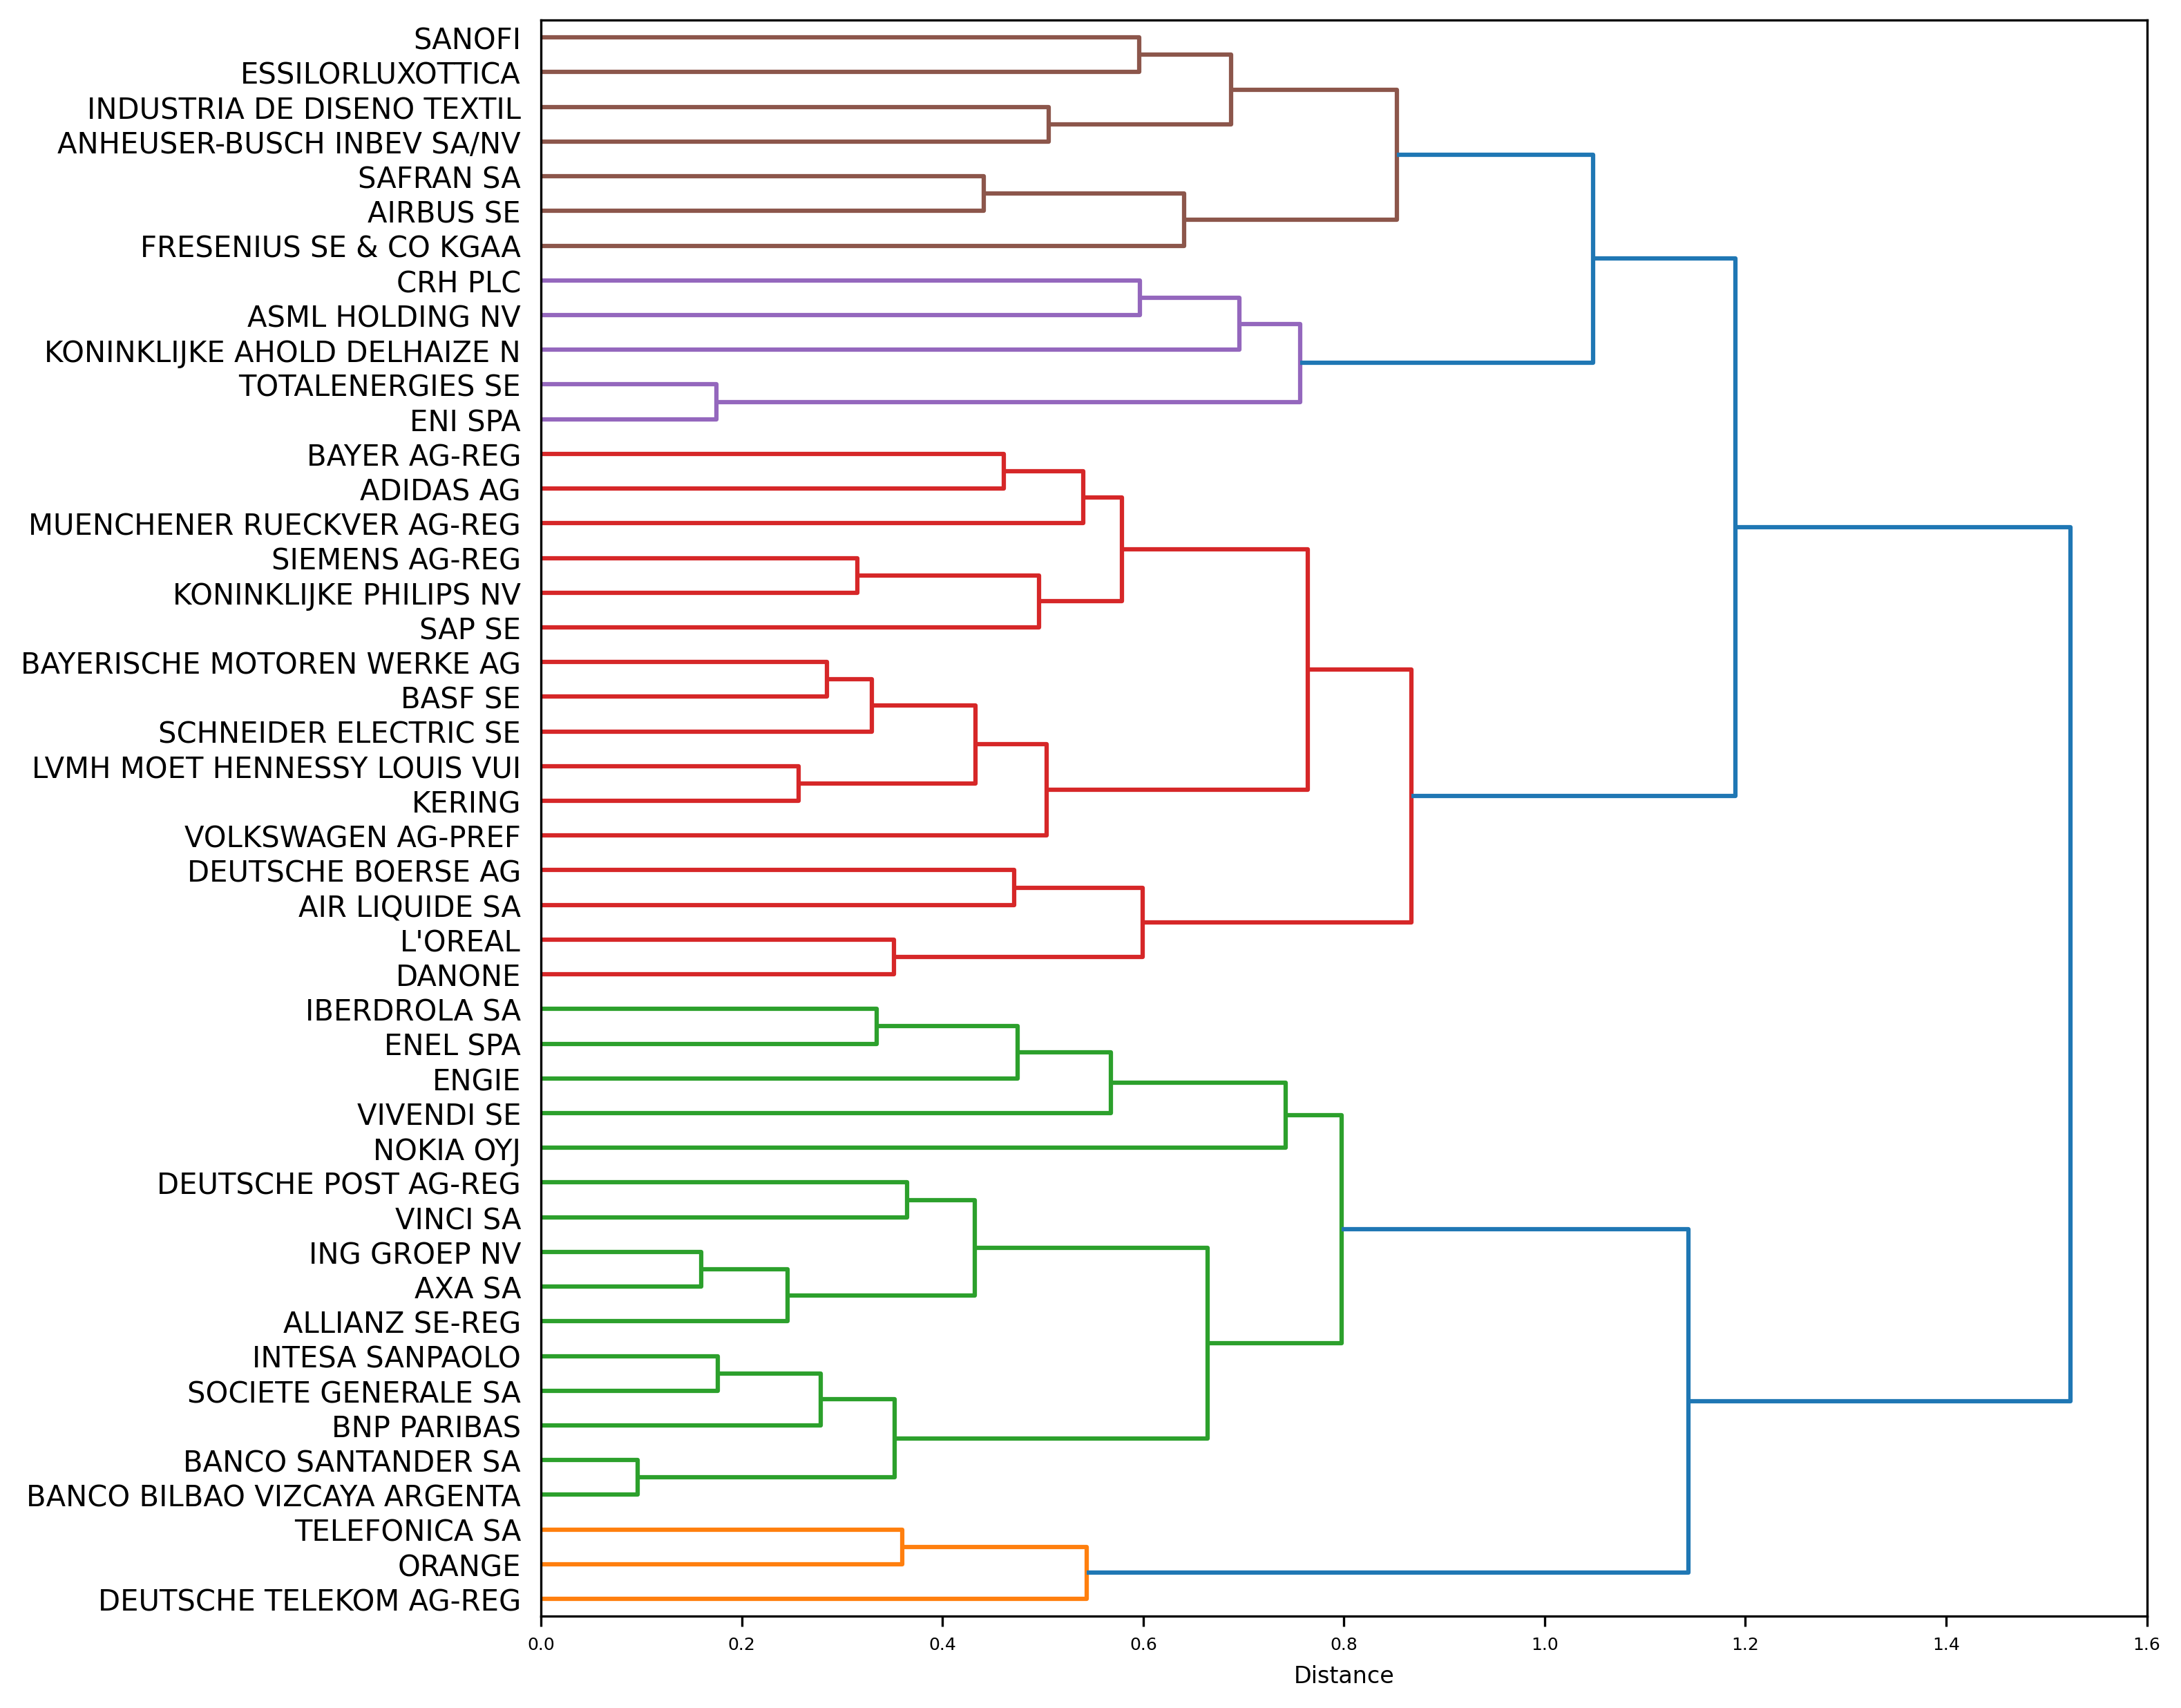 SANOFI
ESSILORLUXOTTICA
INDUSTRIA DE DISENO TEXTIL
ANHEUSER-BUSCH INBEV SA/NV
SAFRAN SA
AIRBUS SE
FRESENIUS SE & CO KGAA
CRH PLC
ASML HOLDING NV
KONINKLIJKE AHOLD DELHAIZE N
TOTALENERGIES SE
ENI SPA
BAYER AG-REG
ADIDAS AG
MUENCHENER RUECKVER AG-REG
SIEMENS AG-REG
KONINKLIJKE PHILIPS NV
SAP SE
BAYERISCHE MOTOREN WERKE AG
BASF SE
SCHNEIDER ELECTRIC SE
LVMH MOET HENNESSY LOUIS VUI
KERING
VOLKSWAGEN AG-PREF
DEUTSCHE BOERSE AG
AIR LIQUIDE SA
L'OREAL
DANONE
IBERDROLA SA
ENEL SPA
ENGIE
VIVENDI SE
NOKIA OYJ
DEUTSCHE POST AG-REG
VINCI SA
ING GROEP NV
AXA SA
ALLIANZ SE-REG
INTESA SANPAOLO
SOCIETE GENERALE SA
BNP PARIBAS
BANCO SANTANDER SA
BANCO BILBAO VIZCAYA ARGENTA
TELEFONICA SA
ORANGE
DEUTSCHE TELEKOM AG-REG
0.0 0.2 0.4 0.6 0.8 1.0 1.2 1.4 1.6
Distance